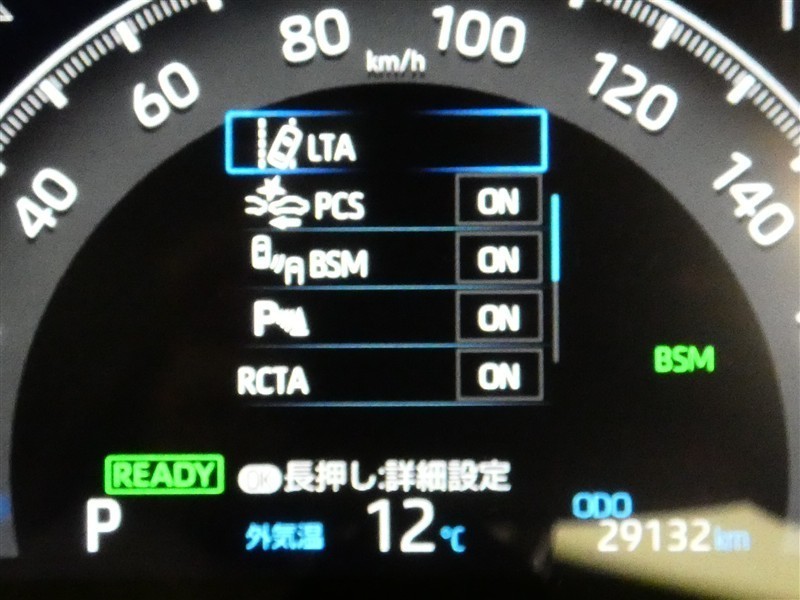 80 100
km/h
60 120
LTA
40 140
PCS ON
BSM ON
P ON
RCTA ON
BSM
READY OK 長押し:詳細設定
P 外気温 12℃ ODO
29132km